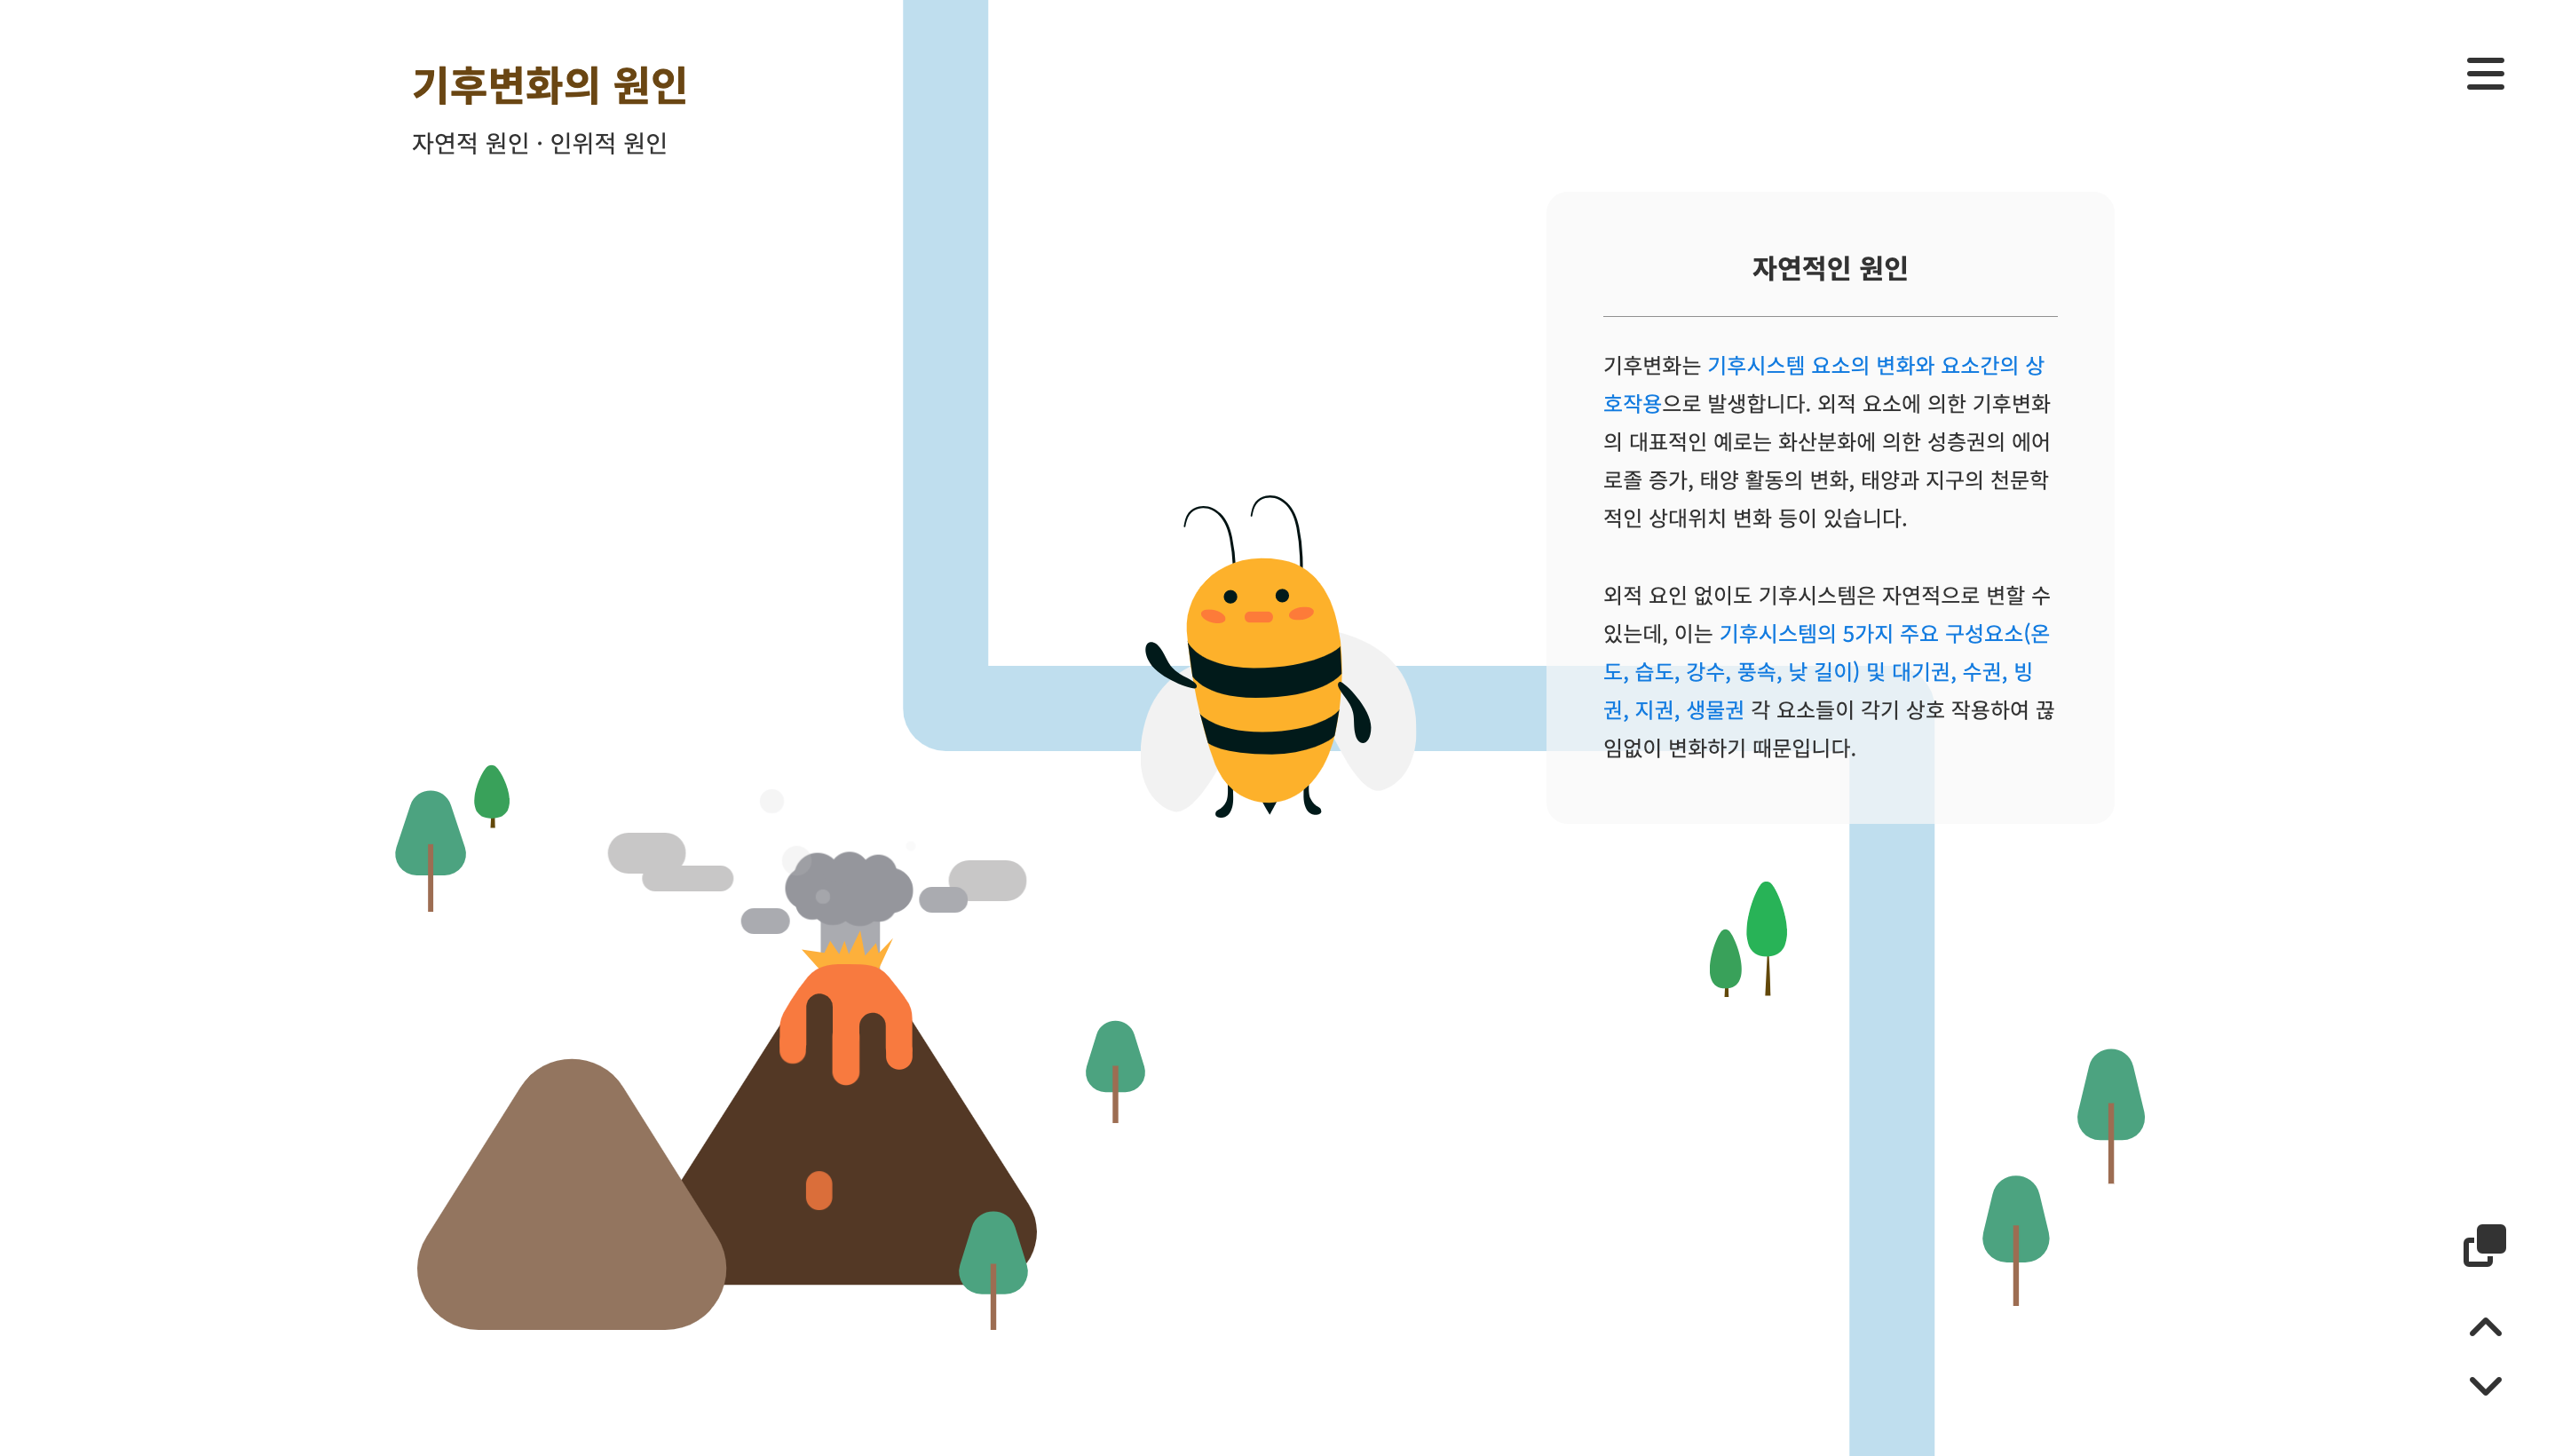 기후변화의 원인
자연적 원인 · 인위적 원인
자연적인 원인
기후변화는 기후시스템 요소의 변화와 요소간의 상
호작용으로 발생합니다. 외적 요소에 의한 기후변화
의 대표적인 예로는 화산분화에 의한 성층권의 에어
로졸 증가, 태양 활동의 변화, 태양과 지구의 천문학
적인 상대위치 변화 등이 있습니다.
외적 요인 없이도 기후시스템은 자연적으로 변할 수
있는데, 이는 기후시스템의 5가지 주요 구성요소(온
도, 습도, 강수, 풍속, 낮 길이) 및 대기권, 수권, 빙
권, 지권, 생물권 각 요소들이 각기 상호 작용하여 끊
임없이 변화하기 때문입니다.